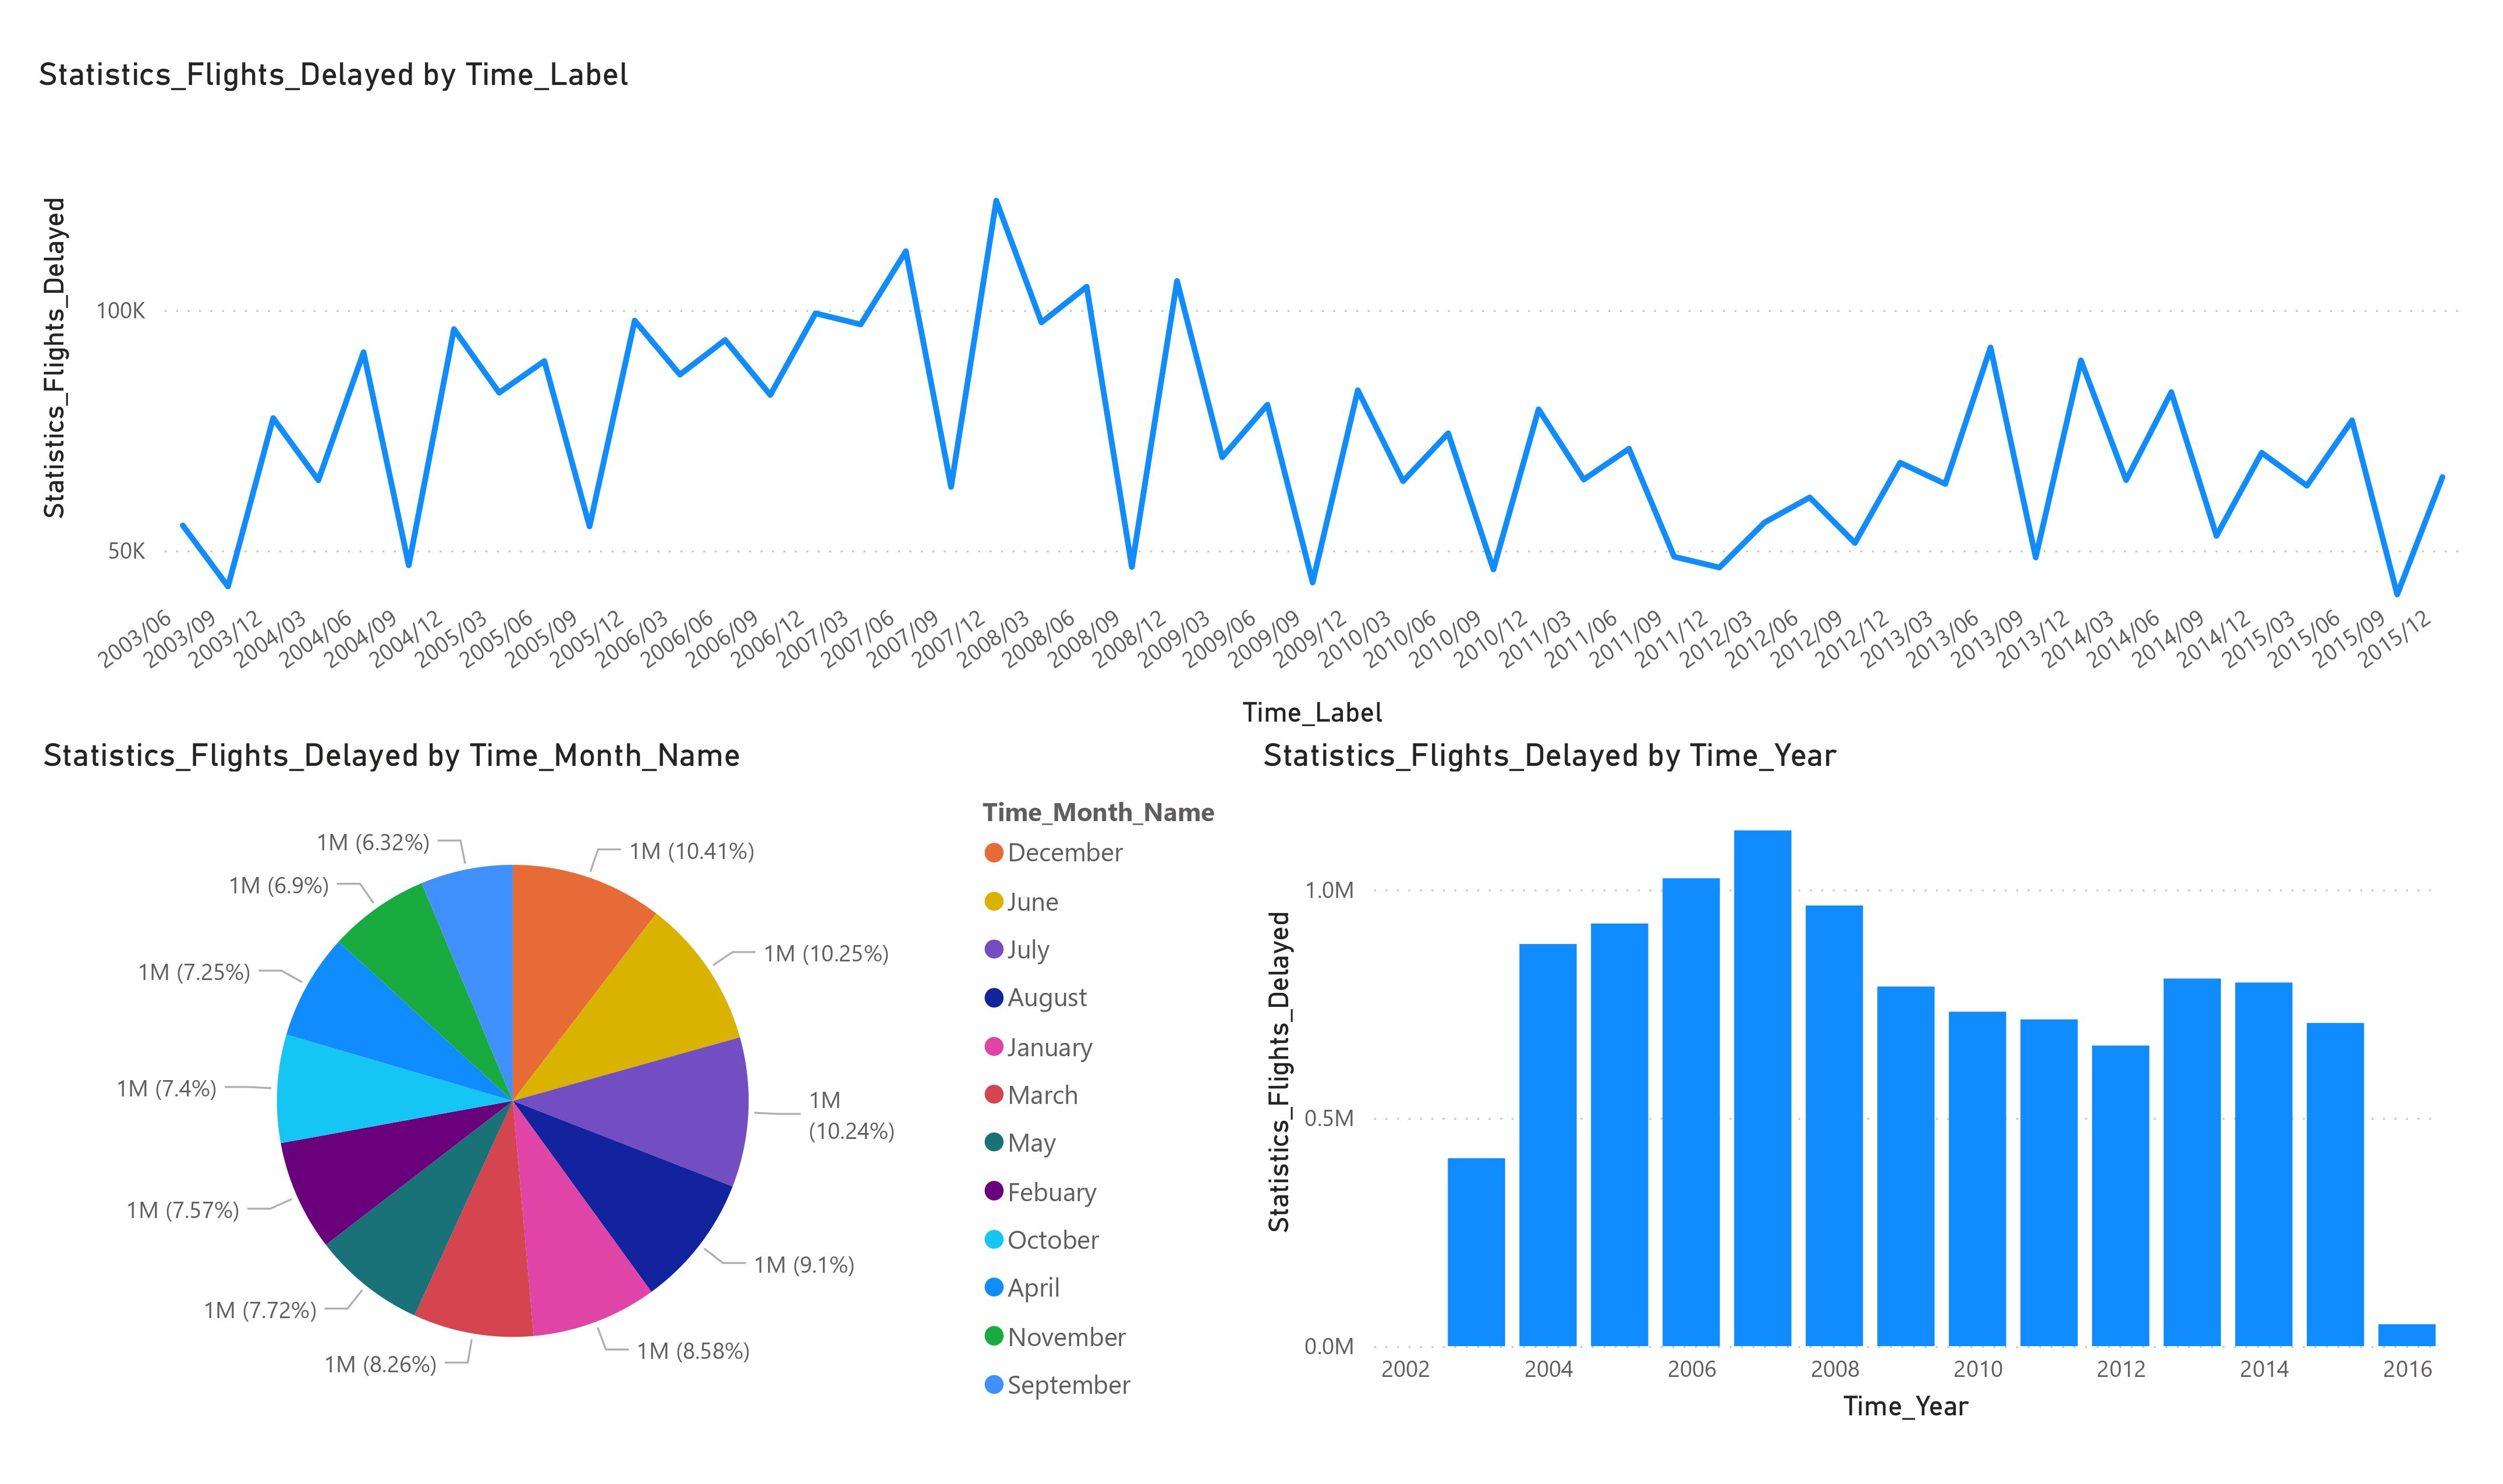 Statistics_Flights_Delayed by Time_Label
Statistics_Flights_Delayed
100K
50K
2003/06
2003/09
2003/12
2004/03
2004/06
2004/09
2004/12
2005/03
2005/06
2005/09
2005/12
2006/03
2006/06
2006/09
2006/12
2007/03
2007/06
2007/09
2007/12
2008/03
2008/06
2008/09
2008/12
2009/03
2009/06
2009/09
2009/12
2010/03
2010/06
2010/09
2010/12
2011/03
2011/06
2011/09
2011/12
2012/03
2012/06
2012/09
2012/12
2013/03
2013/06
2013/09
2013/12
2014/03
2014/06
2014/09
2014/12
2015/03
2015/06
2015/09
2015/12
Time_Label
Statistics_Flights_Delayed by Time_Month_Name
1M (10.41%)
1M (10.25%)
1M
(10.24%)
1M (9.1%)
1M (8.58%)
1M (8.26%)
1M (7.72%)
1M (7.57%)
1M (7.4%)
1M (7.25%)
1M (6.9%)
1M (6.32%)
Time_Month_Name
December
June
July
August
January
March
May
Febuary
October
April
November
September
Statistics_Flights_Delayed by Time_Year
Statistics_Flights_Delayed
1.0M
0.5M
0.0M
2002
2004
2006
2008
2010
2012
2014
2016
Time_Year